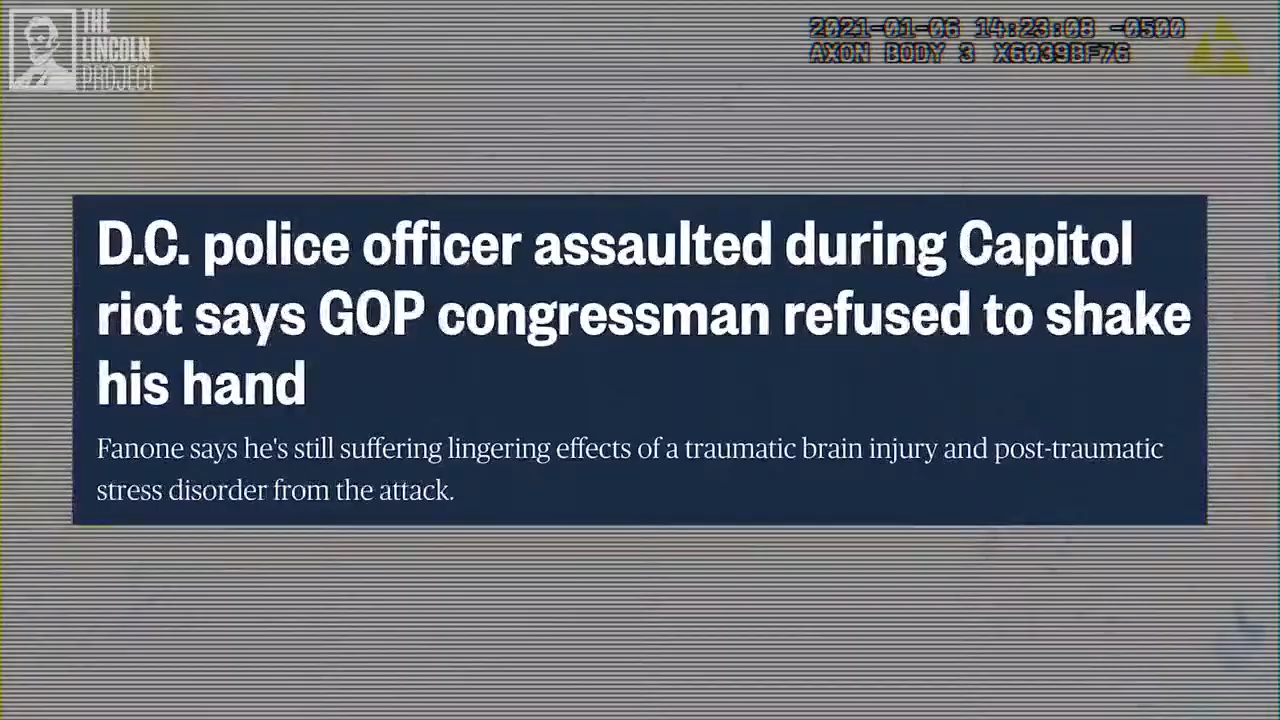 THE
LINCOLN
PROJECT
2021-01-06 14:23:08 -0500
AXON BODY 3 X6039BF76
D.C. police officer assaulted during Capitol
riot says GOP congressman refused to shake
his hand
Fanone says he's still suffering lingering effects of a traumatic brain injury and post-traumatic
stress disorder from the attack.